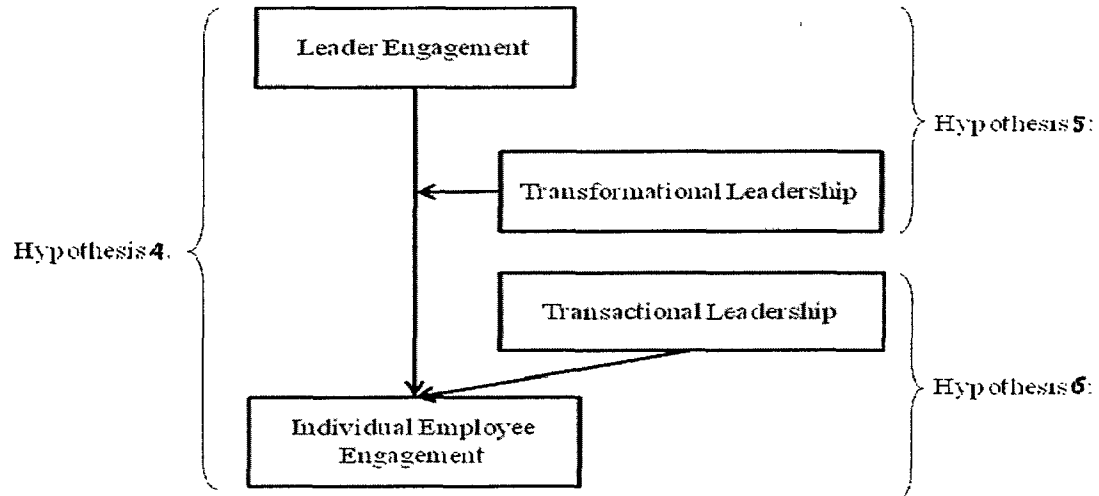 Leader Engagement
Hypothesis 5:
Transformational Leadership
Hypothesis 4:
Transactional Leadership
Hypothesis 6:
Individual Employee
Engagement